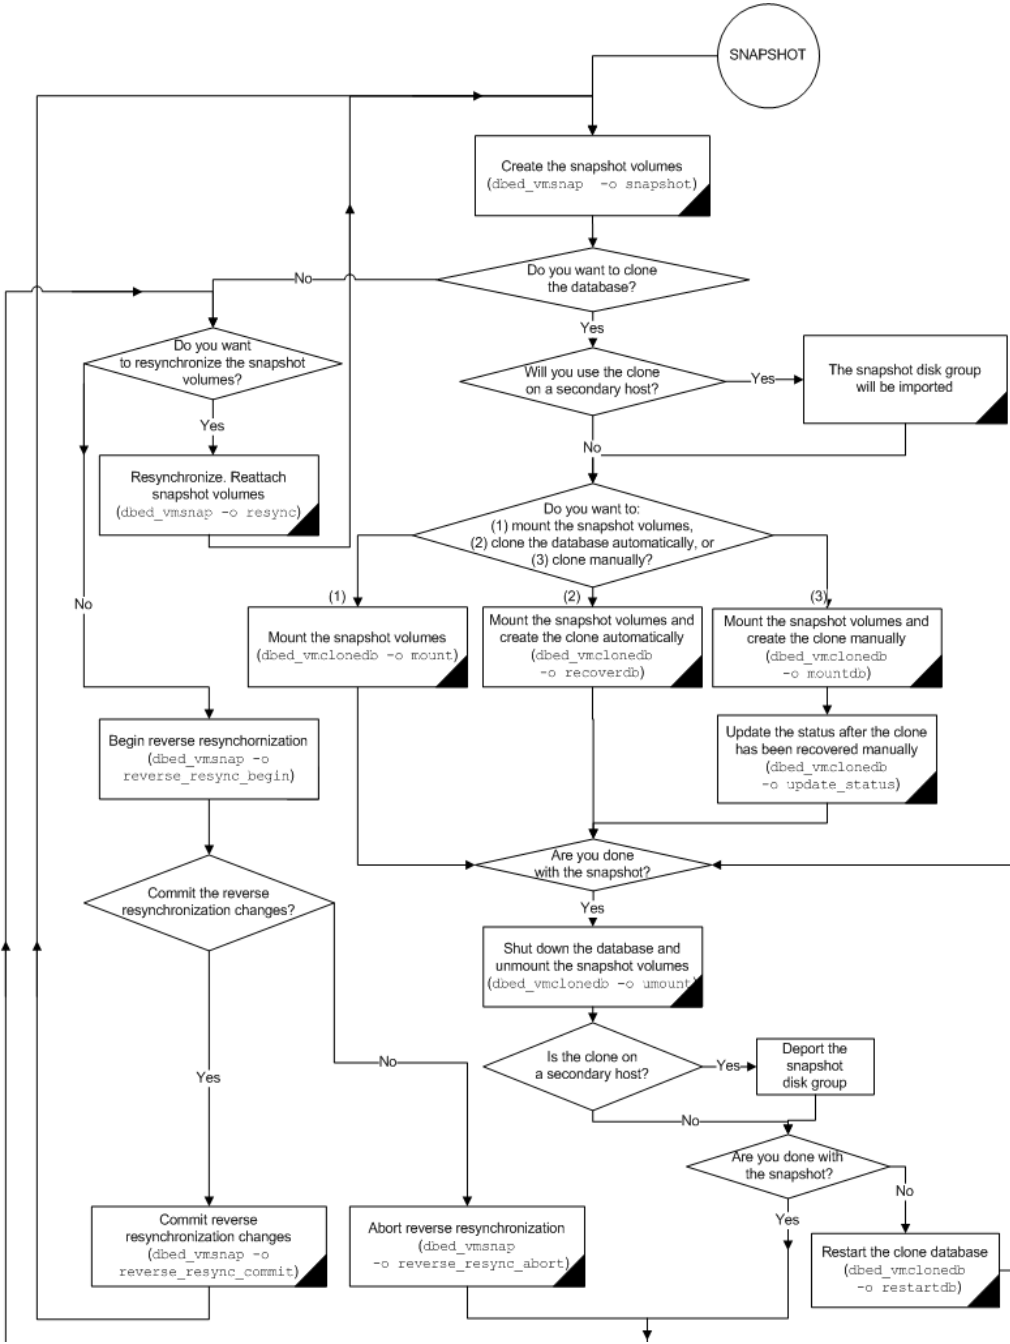 SNAPSHOT
Create the snapshot volumes
(dbed_vmsnap -o snapshot)
Do you want to clone
the database?
No
Yes
Do you want
to resynchronize the snapshot
volumes?
Will you use the clone
on a secondary host?
Yes
The snapshot disk group
will be imported
Yes
No
Resynchronize. Reattach
snapshot volumes
(dbed_vmsnap -o resync)
Do you want to:
(1) mount the snapshot volumes,
(2) clone the database automatically, or
(3) clone manually?
No
(1)
(2)
(3)
Mount the snapshot volumes
(dbed_vmclonedb -o mount)
Mount the snapshot volumes and
create the clone automatically
(dbed_vmclonedb
-o recoverdb)
Mount the snapshot volumes and
create the clone manually
(dbed_vmclonedb
-o mountdb)
Begin reverse resynchornization
(dbed_vmsnap -o
reverse_resync_begin)
Update the status after the clone
has been recovered manually
(dbed_vmclonedb
-o update_status)
Are you done
with the snapshot?
Yes
Commit the reverse
resynchronization changes?
Shut down the database and
unmount the snapshot volumes
(dbed_vmclonedb -o umount)
Is the clone on
a secondary host?
Yes
Deport the
snapshot
disk group
No
Yes
No
Are you done with
the snapshot?
No
Yes
Commit reverse
resynchronization changes
(dbed_vmsnap -o
reverse_resync_commit)
Abort reverse resynchronization
(dbed_vmsnap
-o reverse_resync_abort)
Restart the clone database
(dbed_vmclonedb
-o restartdb)